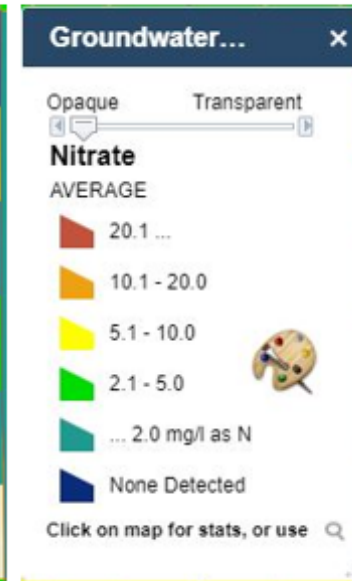 Groundwater... ×
Opaque Transparent
Nitrate
AVERAGE
20.1 ...
10.1 - 20.0
5.1 - 10.0
2.1 - 5.0
... 2.0 mg/l as N
None Detected
Click on map for stats, or use